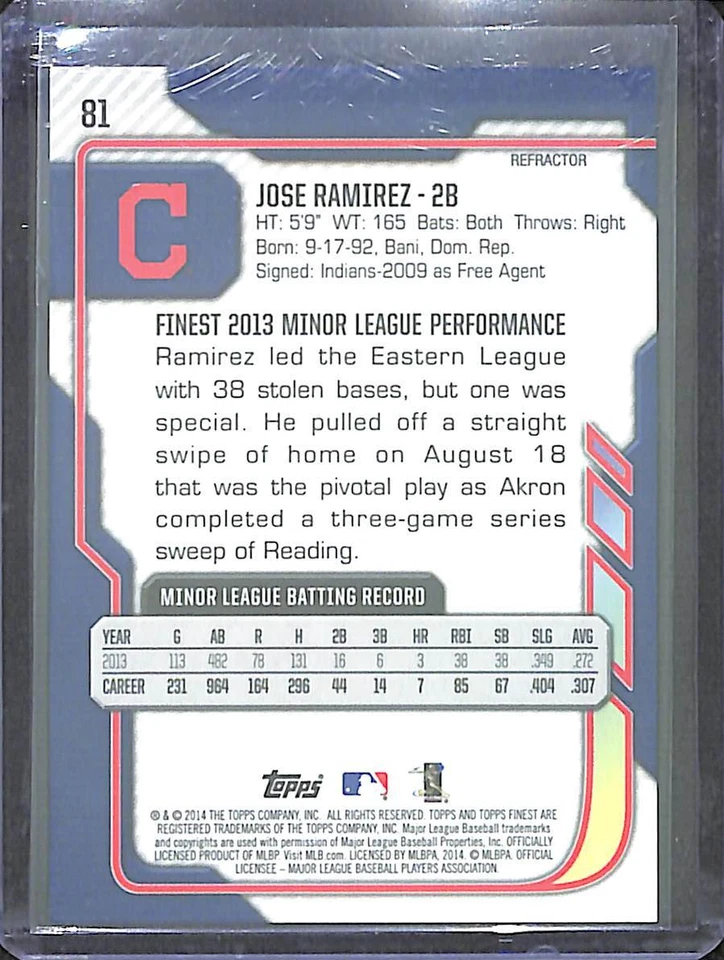 81
REFRACTOR
C
JOSE RAMIREZ - 2B
HT: 5'9" WT: 165 Bats: Both Throws: Right
Born: 9-17-92, Bani, Dom. Rep.
Signed: Indians-2009 as Free Agent
FINEST 2013 MINOR LEAGUE PERFORMANCE
Ramirez led the Eastern League
with 38 stolen bases, but one was
special. He pulled off a straight
swipe of home on August 18
that was the pivotal play as Akron
completed a three-game series
sweep of Reading.
MINOR LEAGUE BATTING RECORD
YEAR G AB R H 2B 3B HR RBI SB SLG AVG
2013 113 482 78 131 16 6 3 38 38 .349 .272
CAREER 231 964 164 296 44 14 7 85 67 .404 .307
topps
® & © 2014 THE TOPPS COMPANY, INC. ALL RIGHTS RESERVED. TOPPS AND TOPPS FINEST ARE
REGISTERED TRADEMARKS OF THE TOPPS COMPANY, INC. Major League Baseball trademarks
and copyrights are used with permission of Major League Baseball Properties, Inc. OFFICIALLY
LICENSED PRODUCT OF MLBP Visit MLB.com. LICENSED BY MLBPA, 2014. © MLBPA. OFFICIAL
LICENSEE – MAJOR LEAGUE BASEBALL PLAYERS ASSOCIATION.